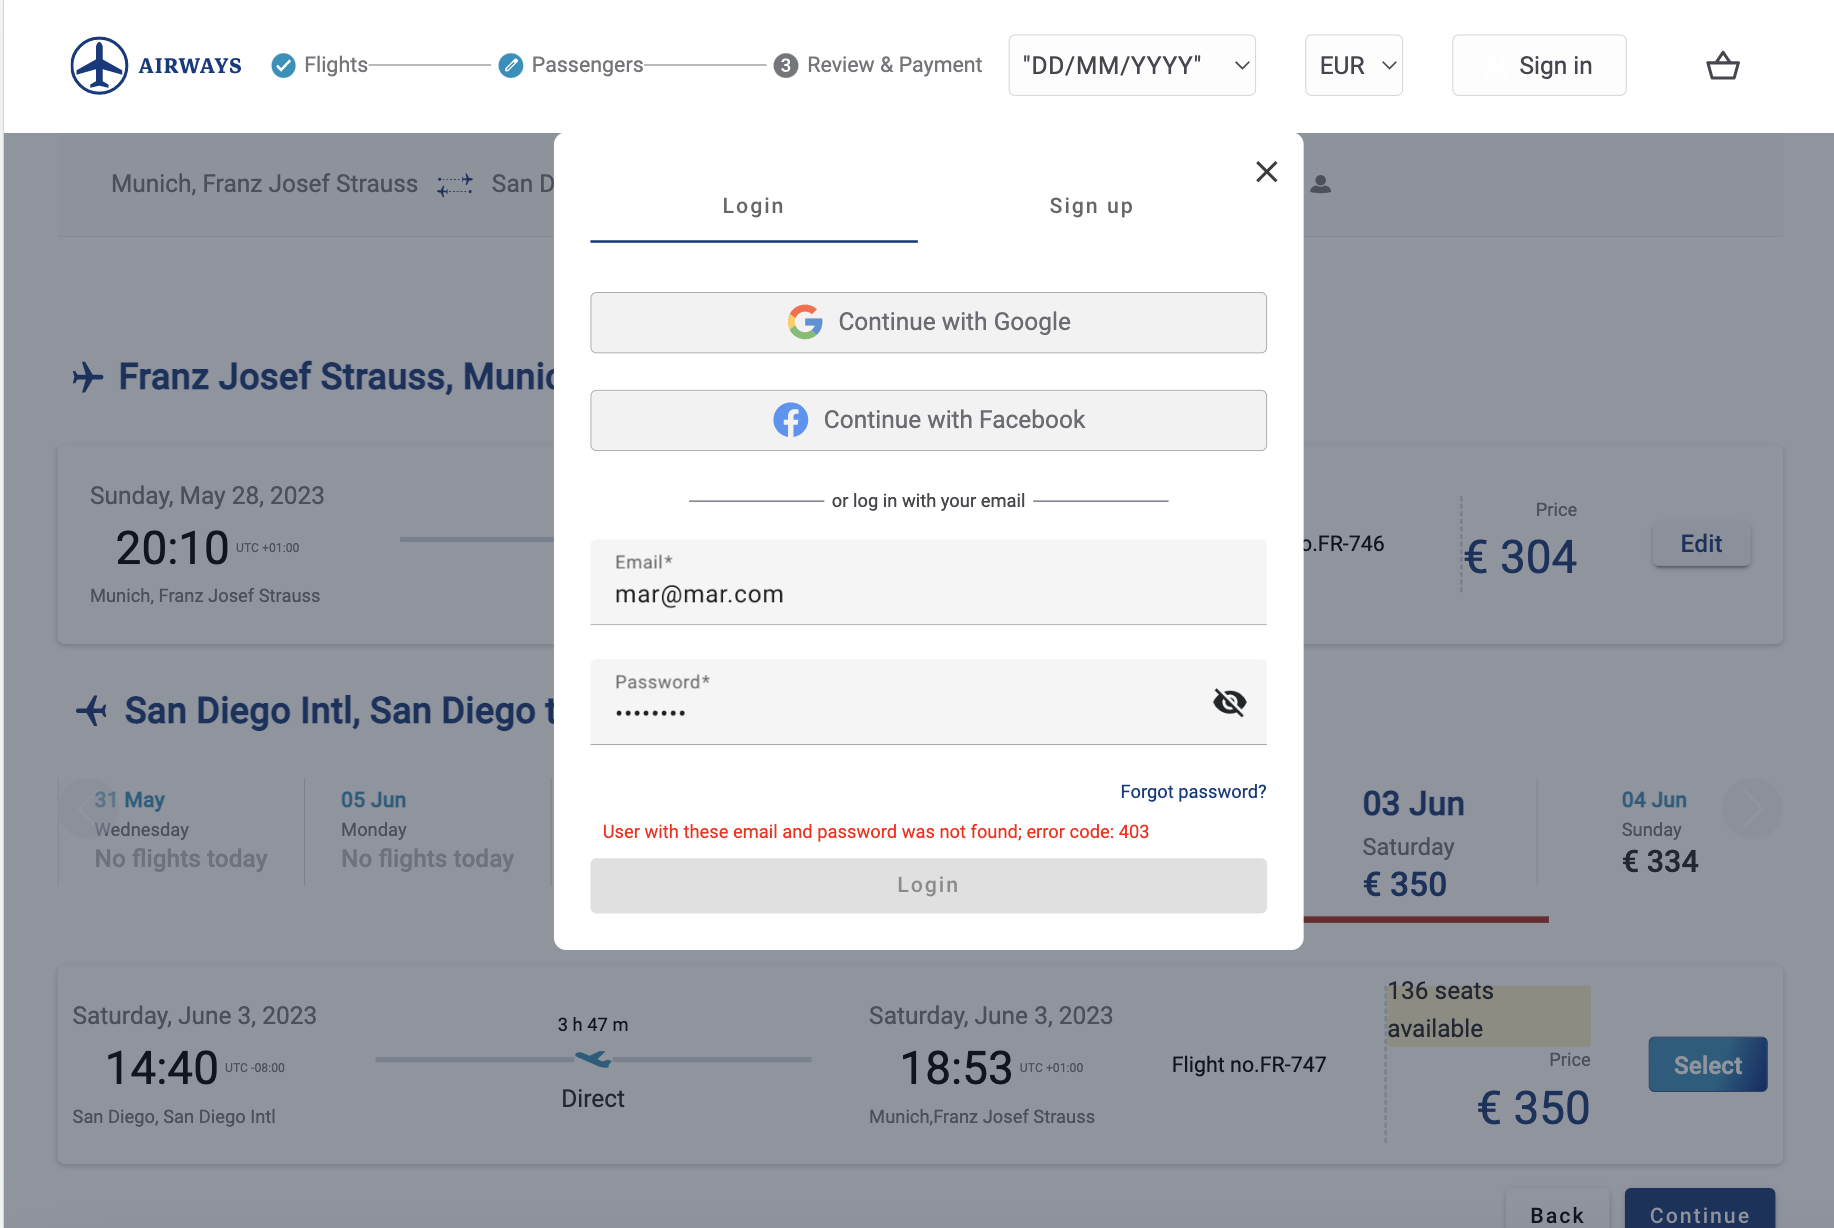 AIRWAYS
Flights
Passengers
3 Review & Payment
"DD/MM/YYYY"
EUR
Sign in
Munich, Franz Josef Strauss
San D
Login
Sign up
Continue with Google
Continue with Facebook
or log in with your email
Email*
mar@mar.com
Password*
••••••••
Forgot password?
User with these email and password was not found; error code: 403
Login
Franz Josef Strauss, Munic
Sunday, May 28, 2023
20:10 UTC +01:00
Munich, Franz Josef Strauss
o.FR-746
Price
€ 304
Edit
San Diego Intl, San Diego t
31 May
Wednesday
No flights today
05 Jun
Monday
No flights today
03 Jun
Saturday
€ 350
04 Jun
Sunday
€ 334
Saturday, June 3, 2023
14:40 UTC -08:00
San Diego, San Diego Intl
3 h 47 m
Direct
Saturday, June 3, 2023
18:53 UTC +01:00
Munich,Franz Josef Strauss
Flight no.FR-747
136 seats
available
Price
€ 350
Select
Back
Continue